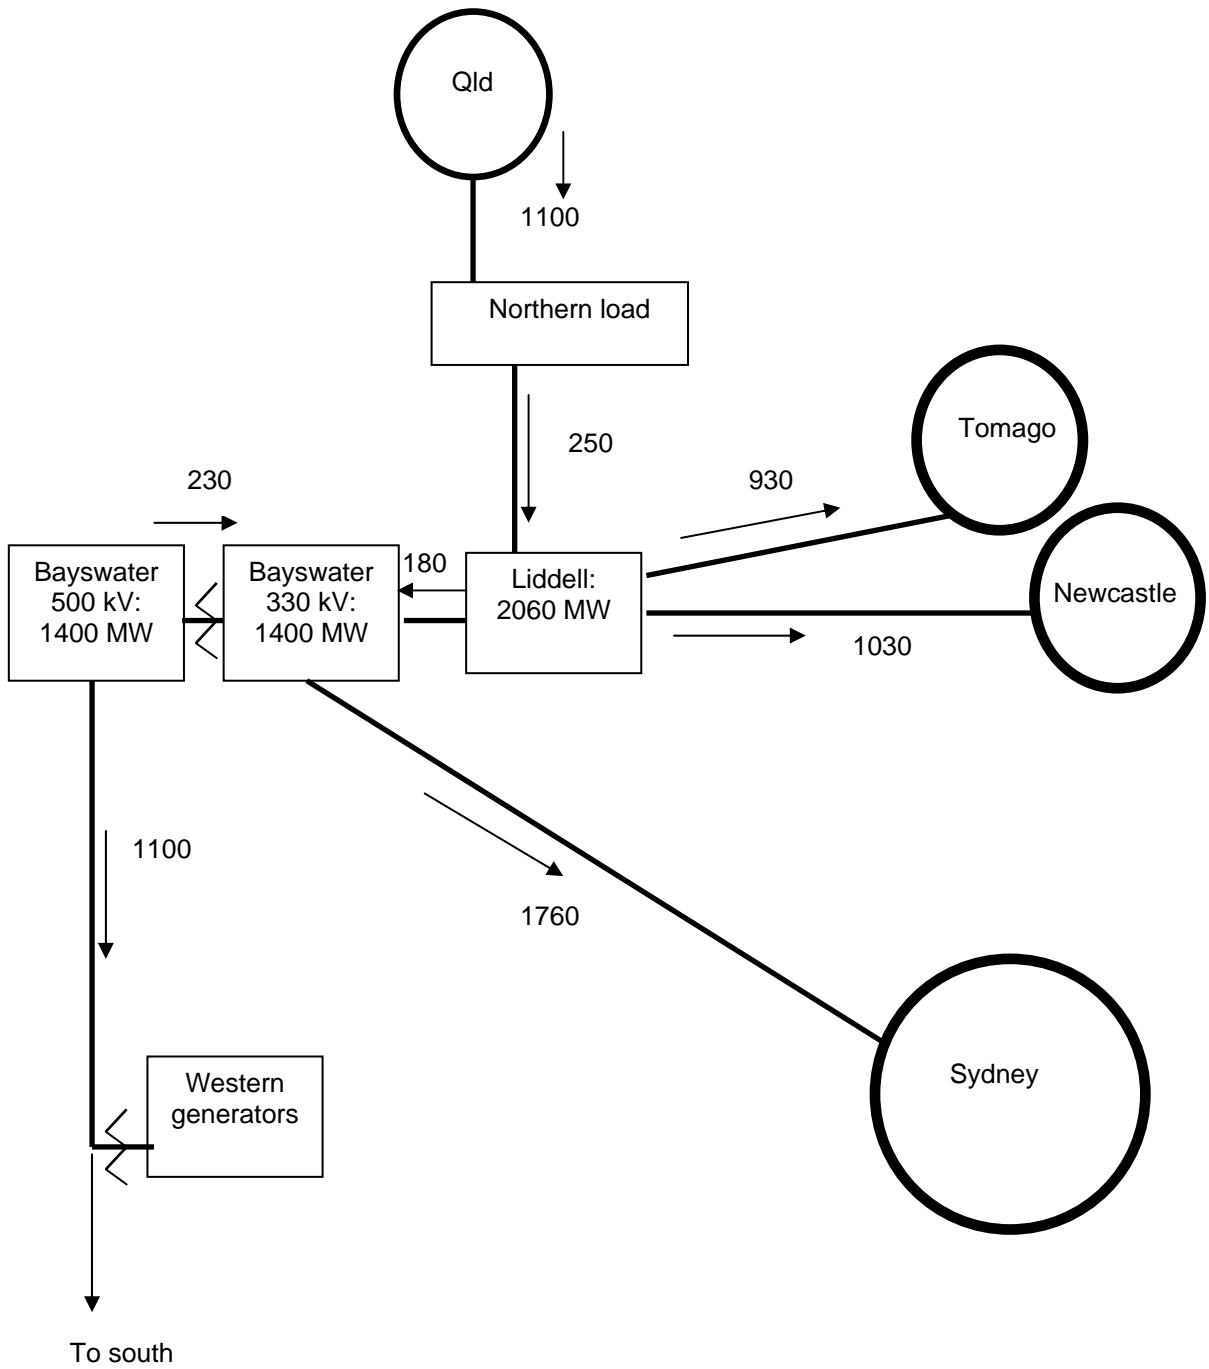 Qld
1100
Northern load
250
Tomago
930
230
180
Bayswater
500 kV:
1400 MW
Bayswater
330 kV:
1400 MW
Liddell:
2060 MW
Newcastle
1030
1100
1760
Western
generators
Sydney
To south